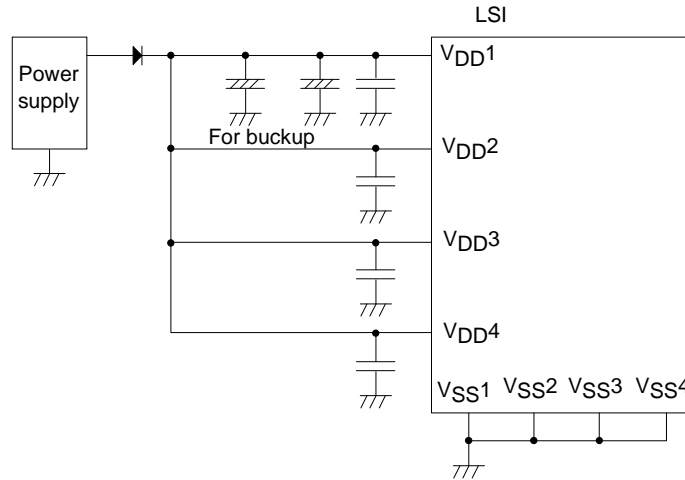 LSI
Power
supply
VDD1
For buckup
VDD2
VDD3
VDD4
VSS1 VSS2 VSS3 VSS4